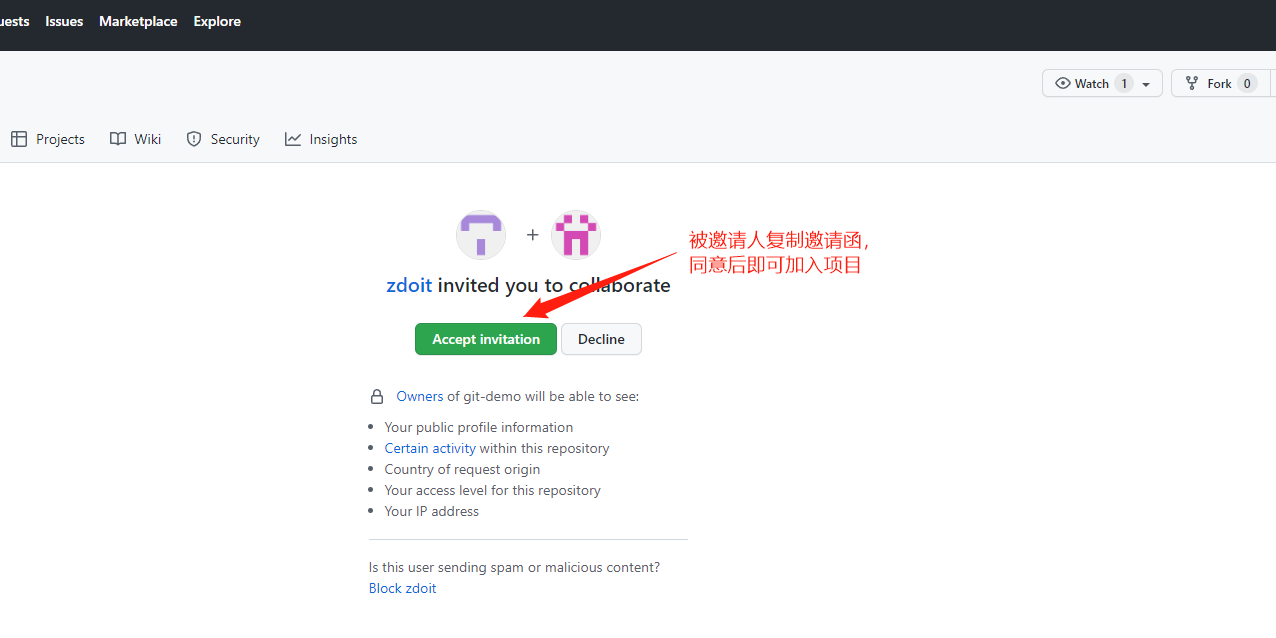 Issues Marketplace Explore
Watch 1 Fork 0
Projects Wiki Security Insights
+
被邀请人复制邀请函,
同意后即可加入项目
zdoit invited you to collaborate
Accept invitation Decline
Owners of git-demo will be able to see:
Your public profile information
Certain activity within this repository
Country of request origin
Your access level for this repository
Your IP address
Is this user sending spam or malicious content?
Block zdoit